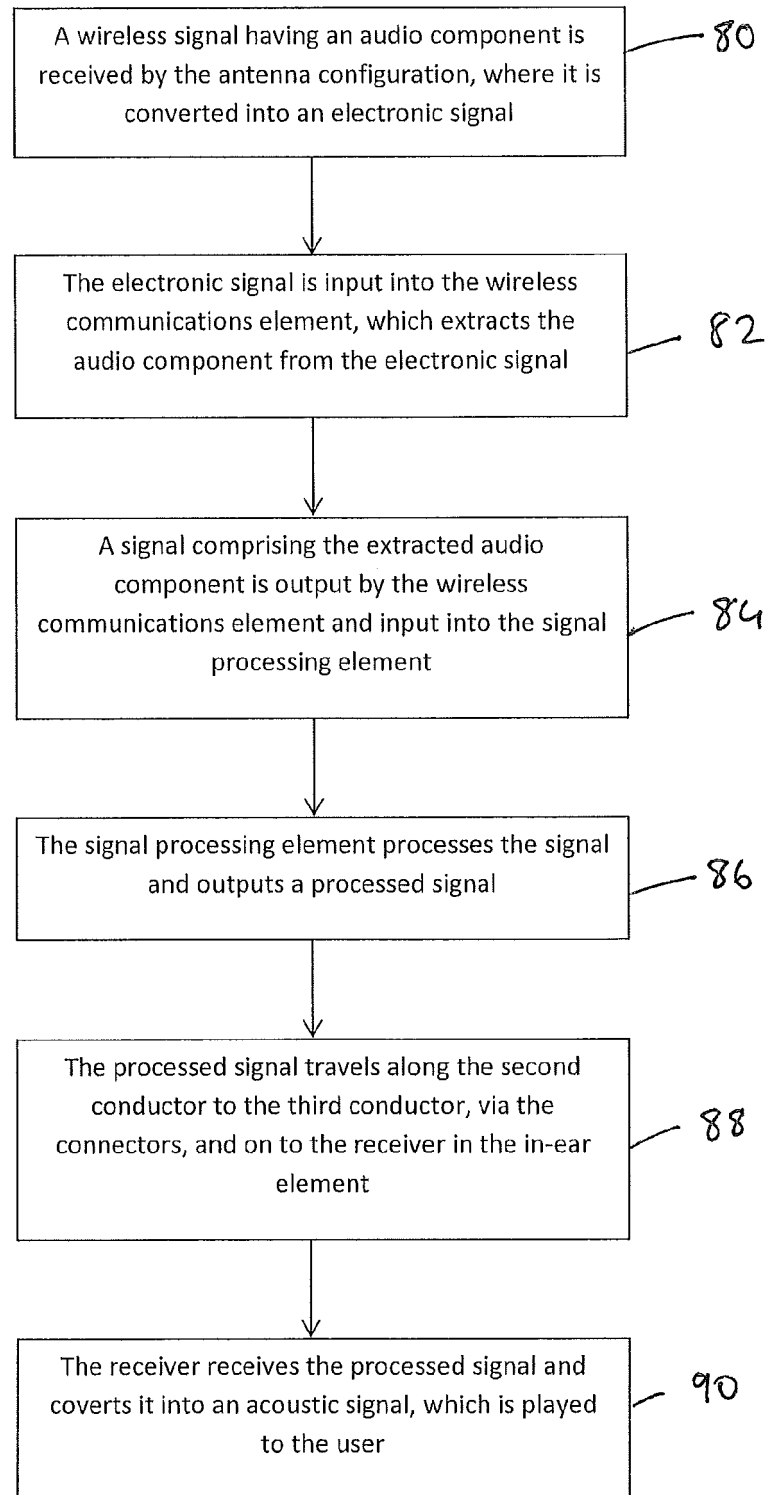 A wireless signal having an audio component is
received by the antenna configuration, where it is
converted into an electronic signal
80
The electronic signal is input into the wireless
communications element, which extracts the
audio component from the electronic signal
82
A signal comprising the extracted audio
component is output by the wireless
communications element and input into the signal
processing element
84
The signal processing element processes the signal
and outputs a processed signal
86
The processed signal travels along the second
conductor to the third conductor, via the
connectors, and on to the receiver in the in-ear
element
88
The receiver receives the processed signal and
coverts it into an acoustic signal, which is played
to the user
90